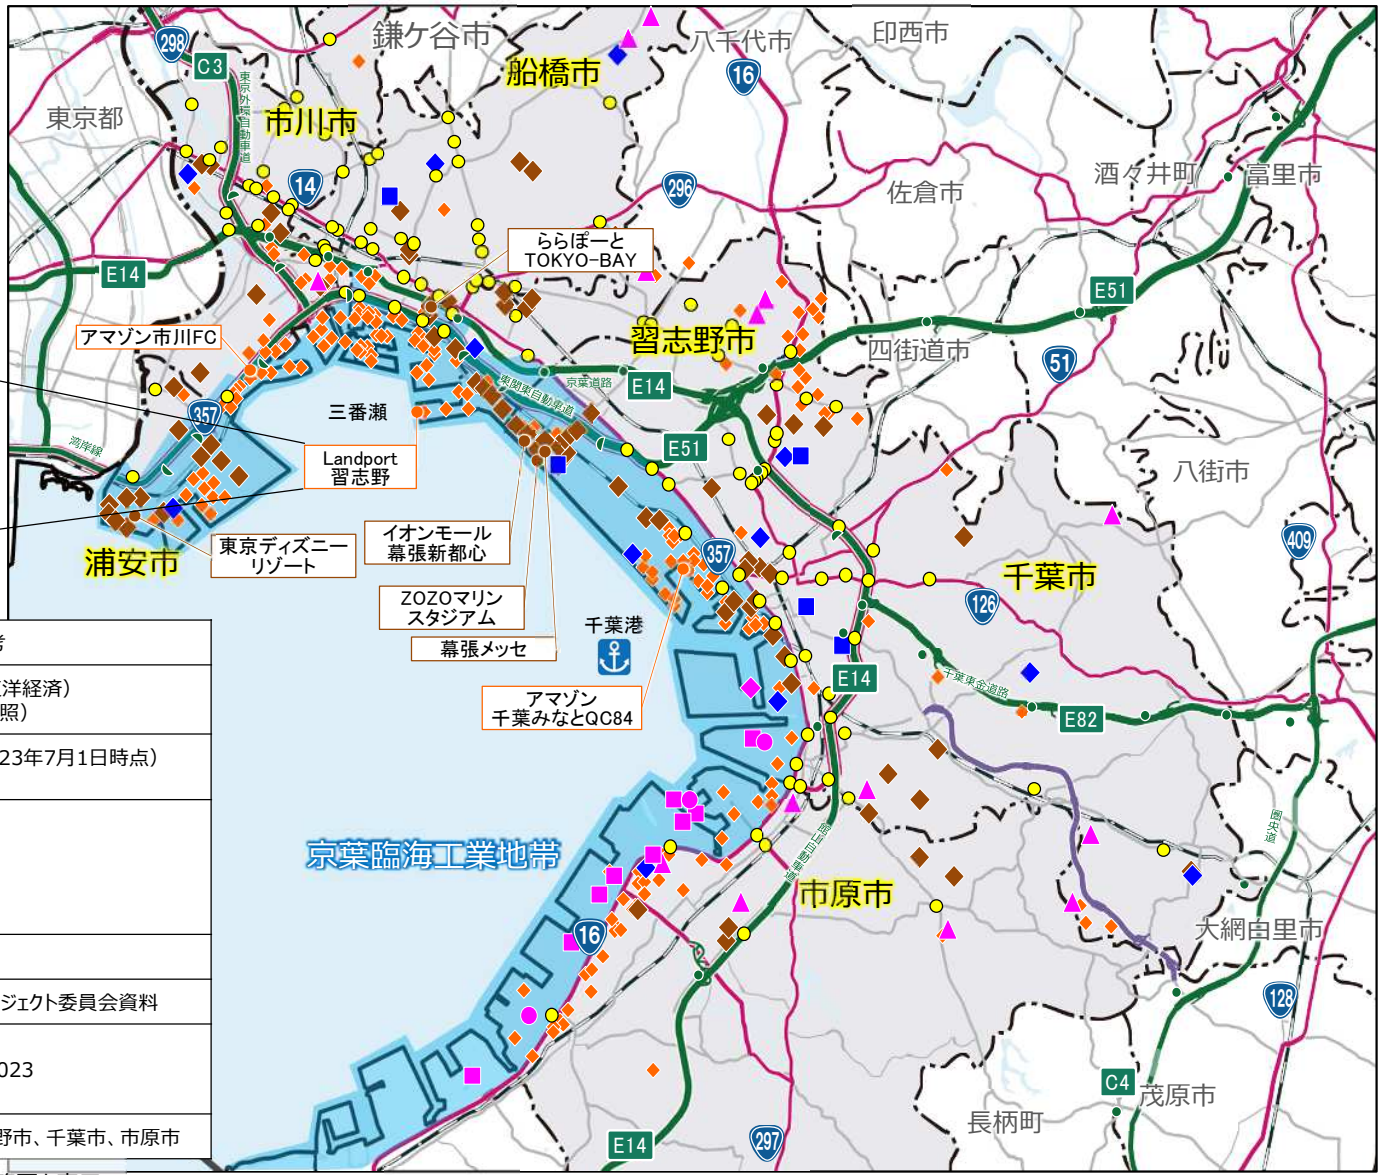 298
C3
東京外環自動車道
鎌ケ谷市
船橋市
八千代市
印西市
16
東京都
市川市
14
296
佐倉市
酒々井町
富里市
E14
ららぽーと
TOKYO-BAY
E51
アマゾン市川FC
習志野市
四街道市
51
京葉道路
東関東自動車道
E14
三番瀬
357
湾岸線
E51
Landport
習志野
八街市
浦安市
東京ディズニー
リゾート
イオンモール
幕張新都心
357
409
ZOZOマリン
スタジアム
千葉市
126
幕張メッセ
千葉港
E14
千葉東金道路
アマゾン
千葉みなとQC84
E82
考
洋経済)
照)
23年7月1日時点)
圏央道
館山自動車道
京葉臨海工業地帯
市原市
16
大網白里市
128
ジェクト委員会資料
023
C4
茂原市
長柄町
野市、千葉市、市原市
E14
297